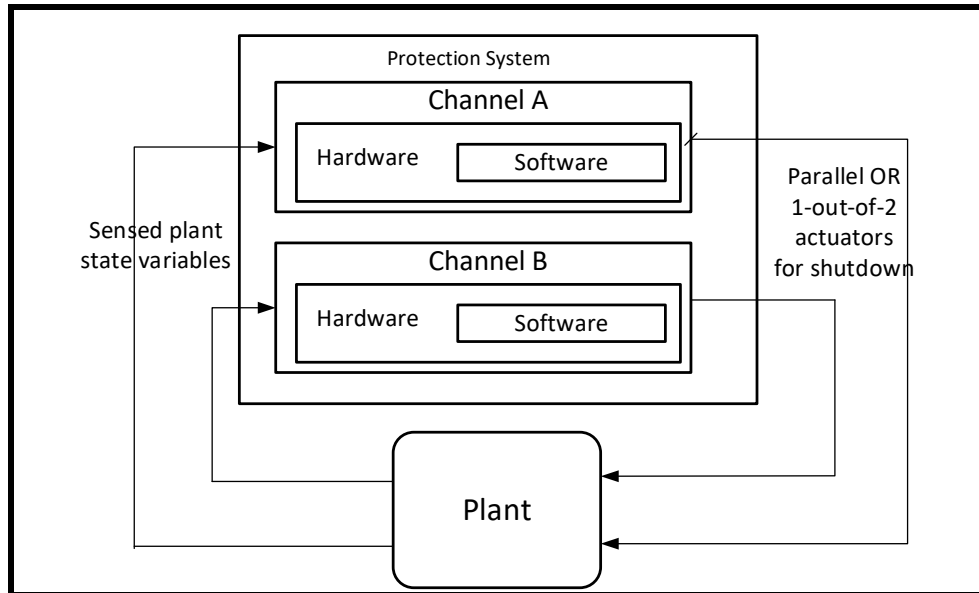 Protection System
Channel A
Hardware
Software
Sensed plant
state variables
Parallel OR
1-out-of-2
actuators
for shutdown
Channel B
Hardware
Software
Plant